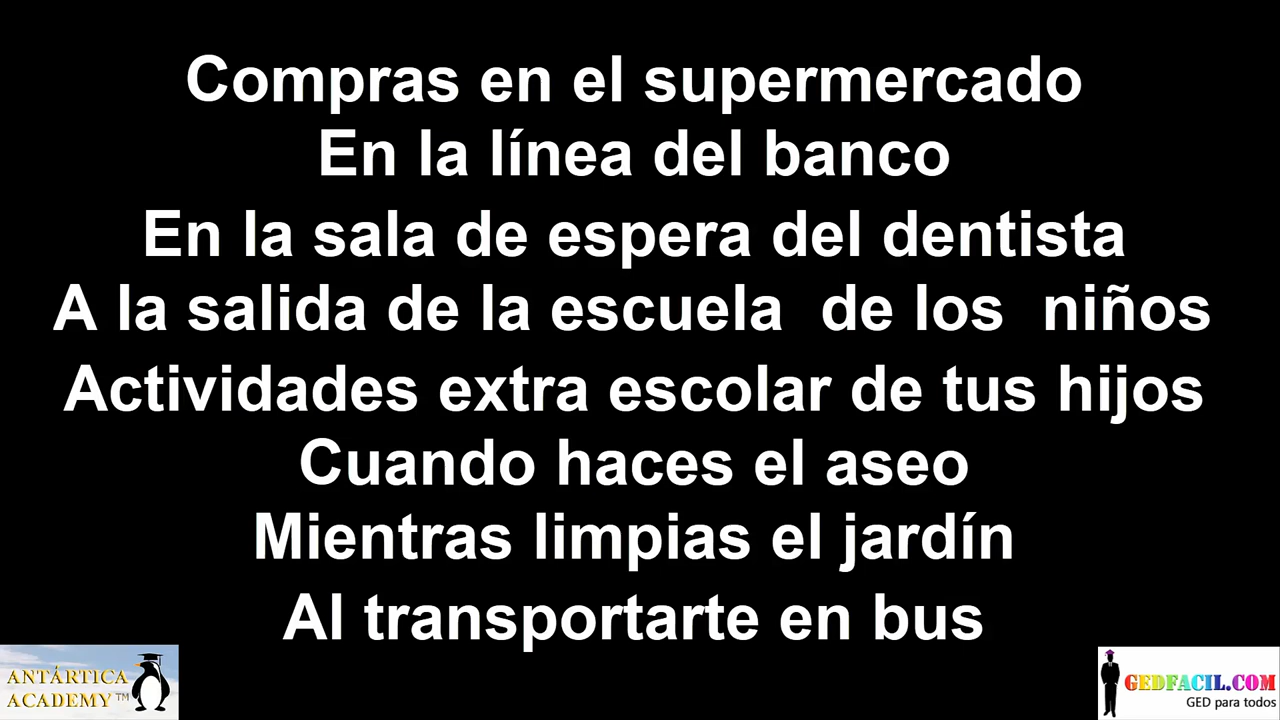 Compras en el supermercado
En la línea del banco
En la sala de espera del dentista
A la salida de la escuela  de los  niños
Actividades extra escolar de tus hijos
Cuando haces el aseo
Mientras limpias el jardín
Al transportarte en bus
ANTÁRTICA
ACADEMY™
GEDFACIL.COM
GED para todos